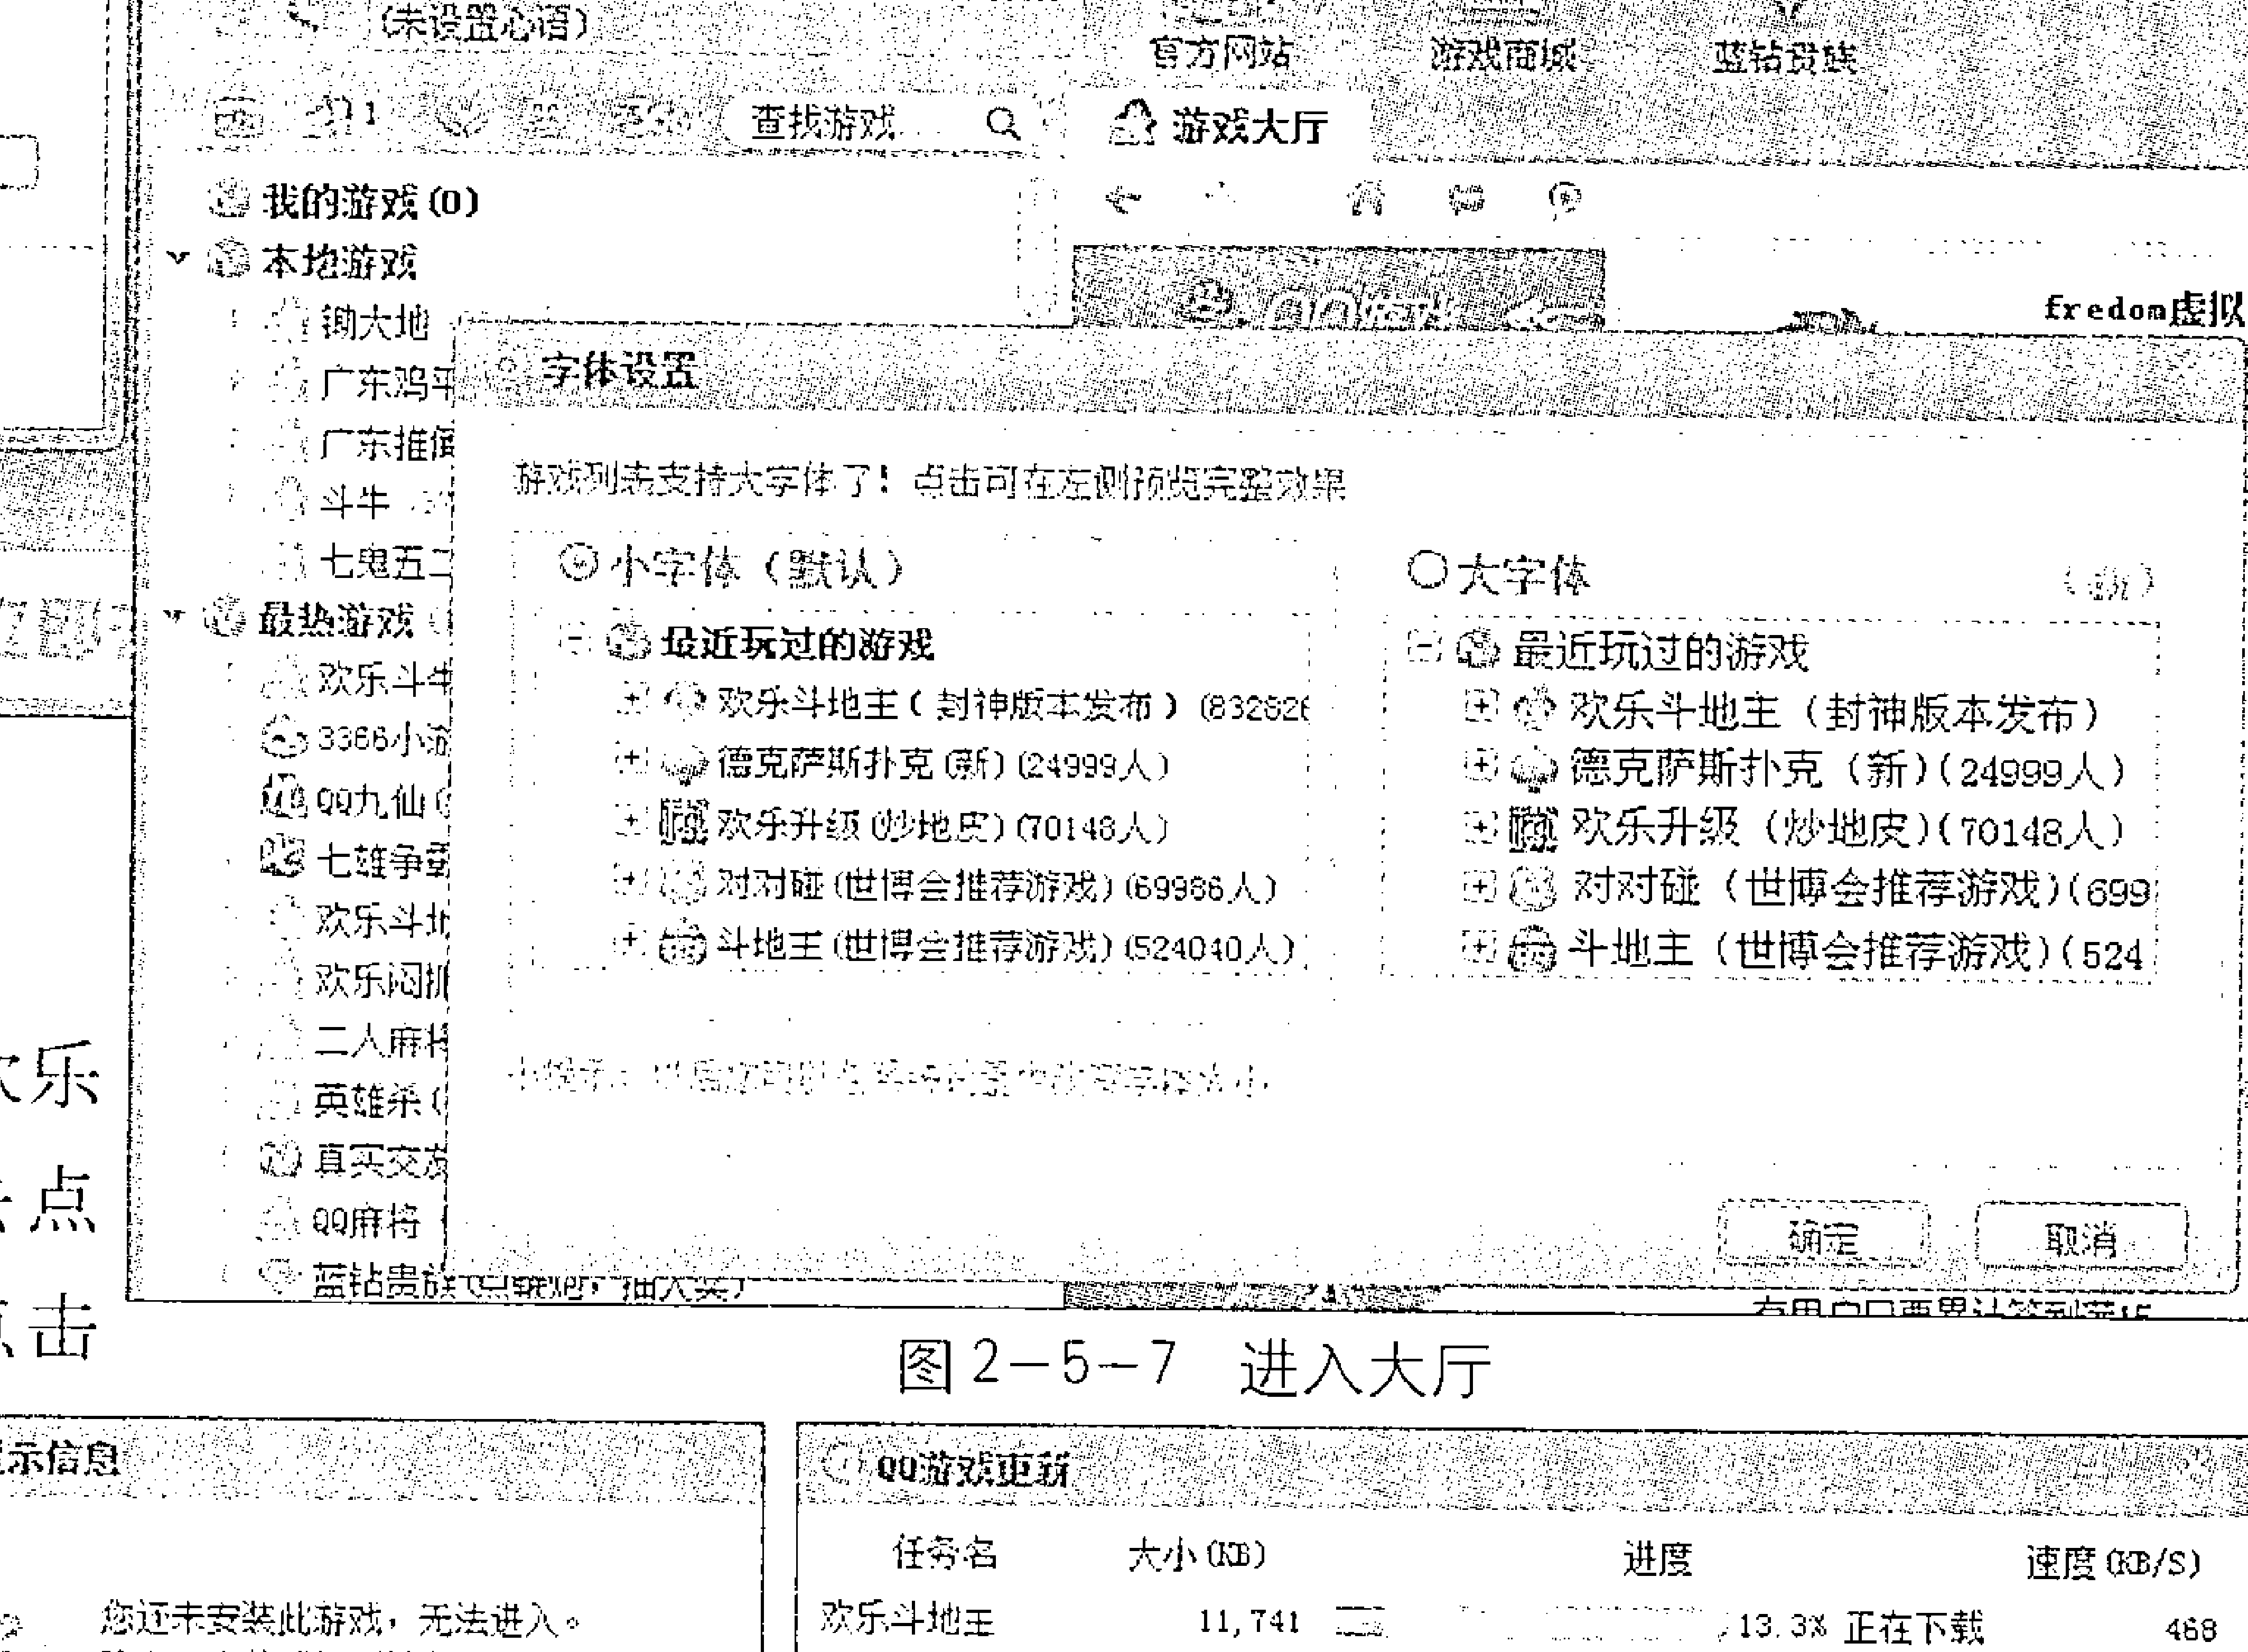 (未设置心语)
官方网站 游戏商城 蓝钻贵族
查找游戏 游戏大厅
我的游戏(0)
本地游戏
锄大地
fredom虚拟
广东鸡平
字体设置
广东推倒
斗牛
游戏列表支持大字体了！点击可在左侧预览完整效果
七鬼五二
小字体（默认） 大字体 （新）
最热游戏
最近玩过的游戏 最近玩过的游戏
欢乐斗牛
欢乐斗地主(封神版本发布)(832626 欢乐斗地主（封神版本发布）
3366小游
德克萨斯扑克(新)(24999人) 德克萨斯扑克（新）(24999人)
QQ九仙
欢乐升级(炒地皮)(70148人) 欢乐升级（炒地皮）(70148人)
七雄争霸
对对碰(世博会推荐游戏)(69986人) 对对碰（世博会推荐游戏）(699
欢乐斗地
斗地主(世博会推荐游戏)(524040人) 斗地主（世博会推荐游戏）(524
欢乐闷抓
二人麻将
英雄杀(
真实交友
QQ麻将
确定 取消
蓝钻贵族
乐
点
击
图2-5-7 进入大厅
示信息
QQ游戏更新
任务名 大小(KB) 进度 速度(KB/S)
您还未安装此游戏，无法进入。
欢乐斗地主 11,741 13.3% 正在下载 468